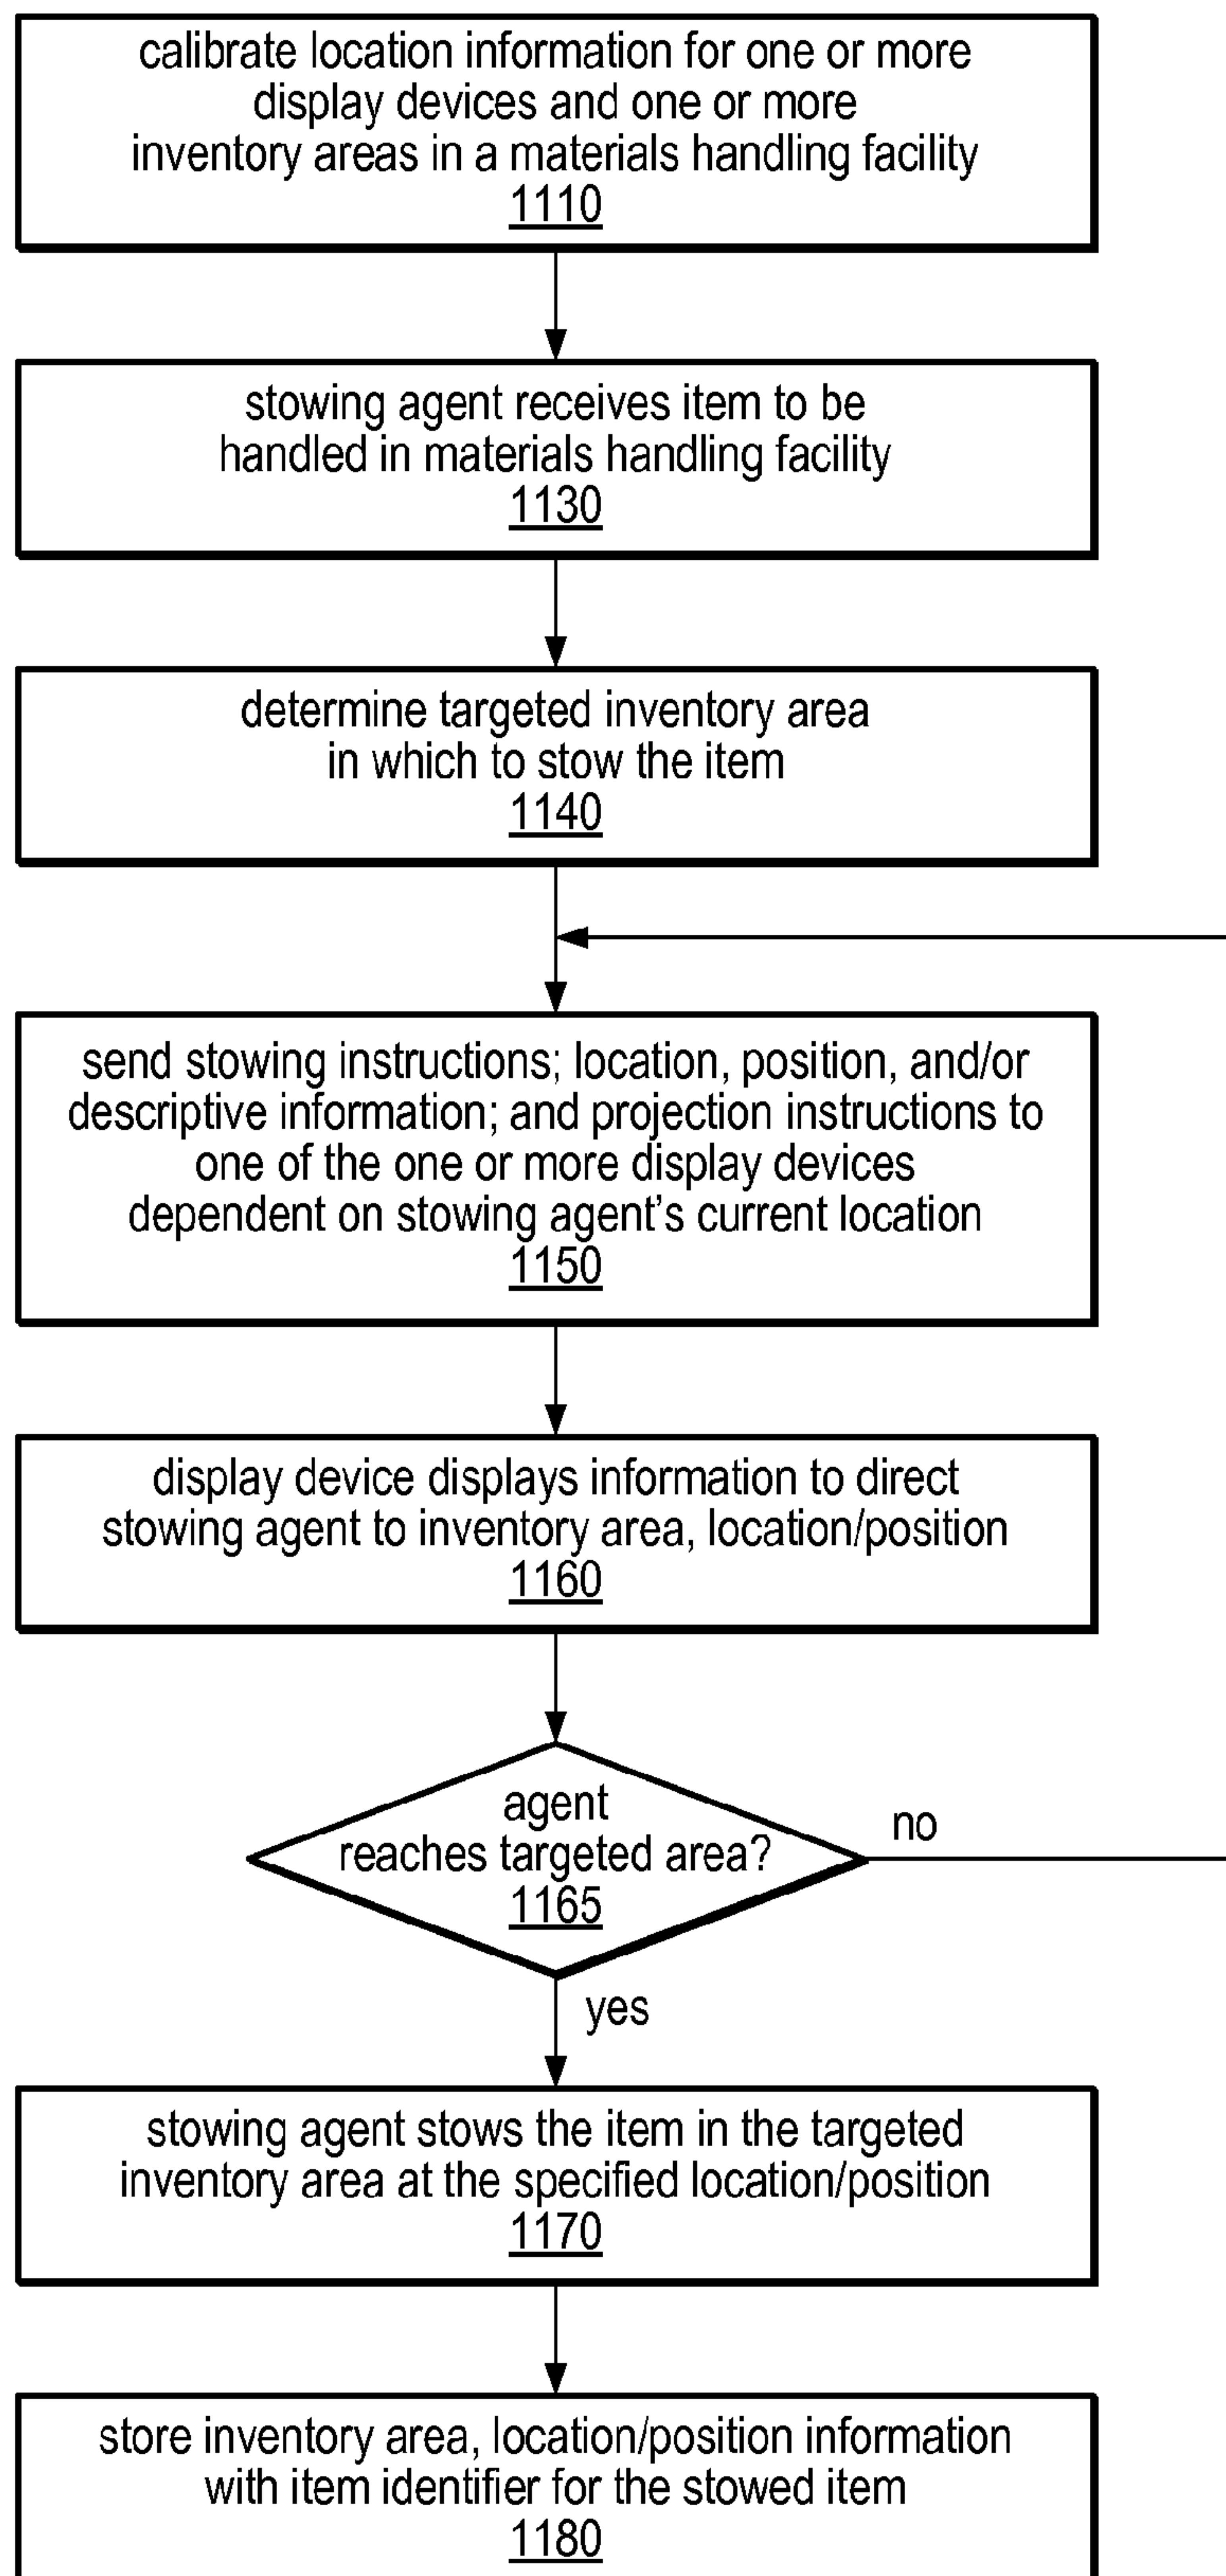 calibrate location information for one or more
display devices and one or more
inventory areas in a materials handling facility
1110
stowing agent receives item to be
handled in materials handling facility
1130
determine targeted inventory area
in which to stow the item
1140
send stowing instructions; location, position, and/or
descriptive information; and projection instructions to
one of the one or more display devices
dependent on stowing agent's current location
1150
display device displays information to direct
stowing agent to inventory area, location/position
1160
agent
reaches targeted area?
1165
no
yes
stowing agent stows the item in the targeted
inventory area at the specified location/position
1170
store inventory area, location/position information
with item identifier for the stowed item
1180